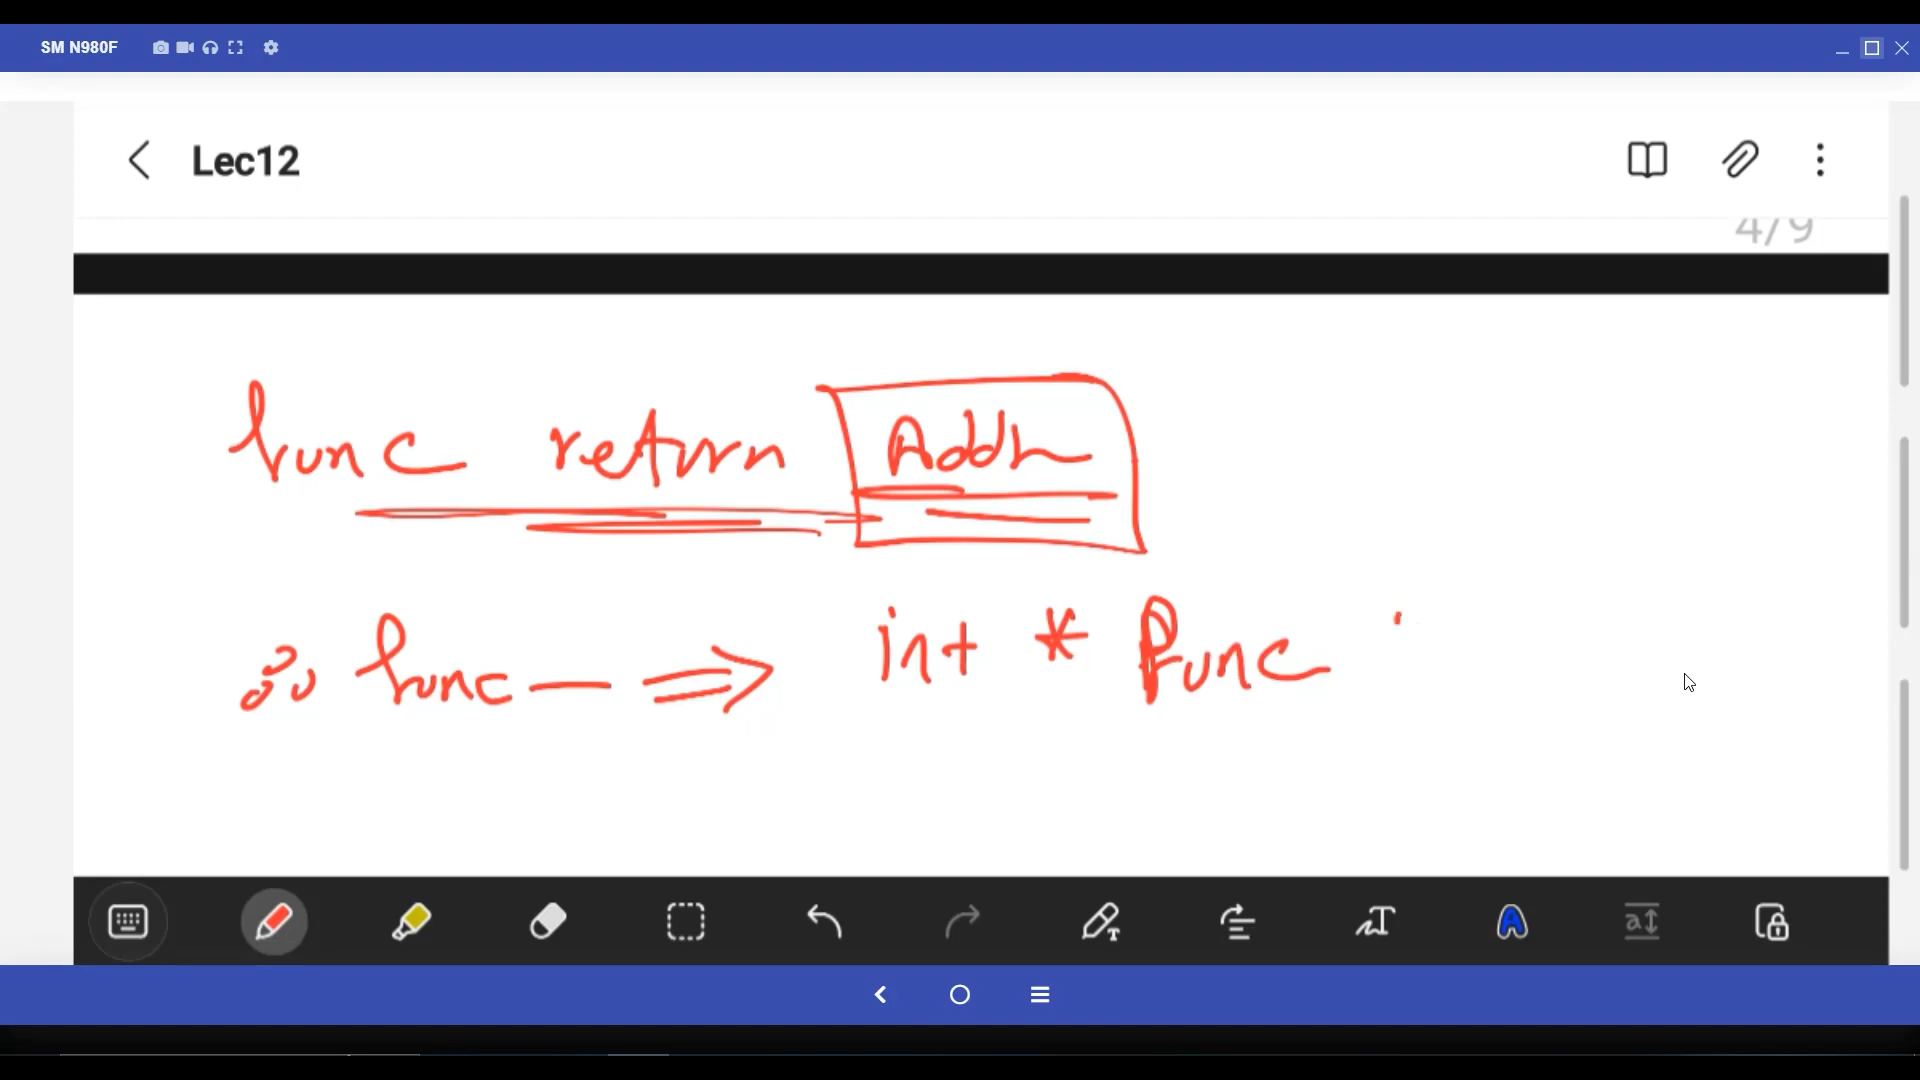 SM N980F
Lec12
4/9
func return Addr
func — ⇒ int * func